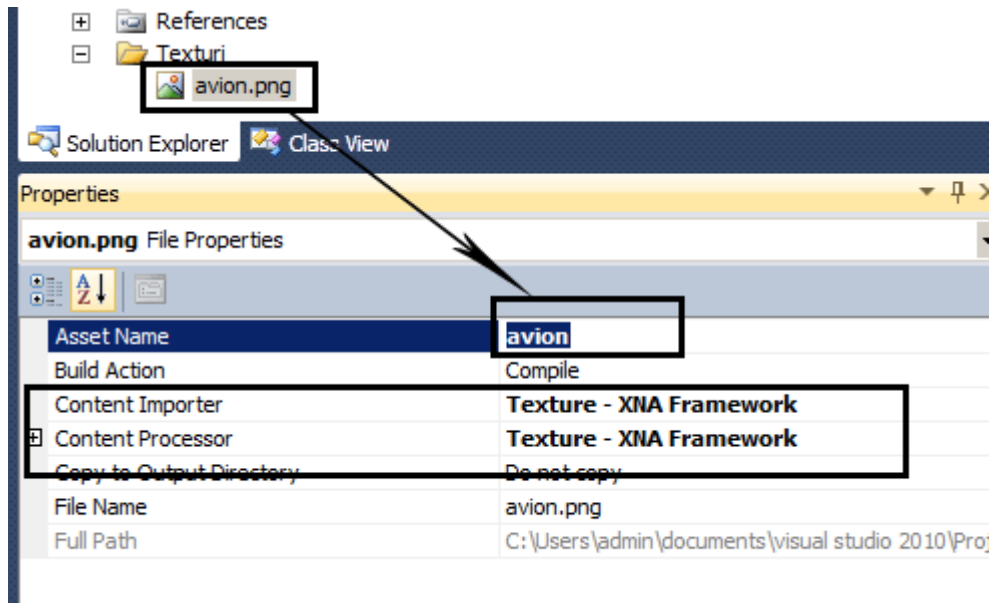 References
Texturi
avion.png
Solution Explorer Class View
Properties
avion.png File Properties
Asset Name avion
Build Action Compile
Content Importer Texture - XNA Framework
Content Processor Texture - XNA Framework
Copy to Output Directory Do not copy
File Name avion.png
Full Path C:\Users\admin\documents\visual studio 2010\Proj